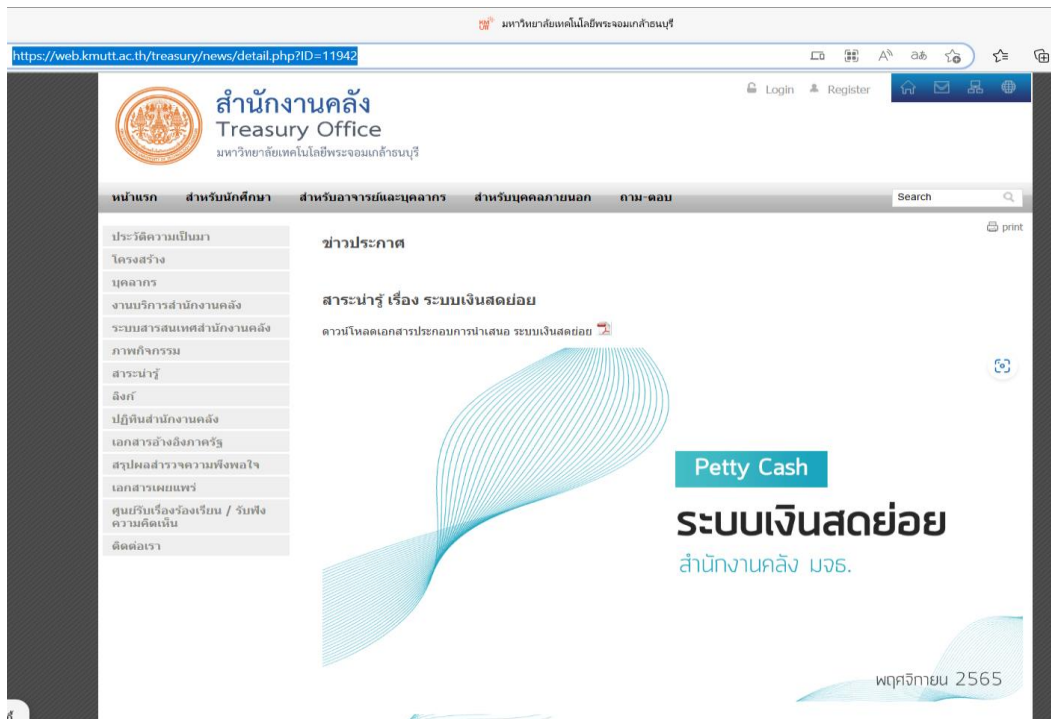 มหาวิทยาลัยเทคโนโลยีพระจอมเกล้าธนบุรี
https://web.kmutt.ac.th/treasury/news/detail.php?ID=11942
Login Register
สำนักงานคลัง
Treasury Office
มหาวิทยาลัยเทคโนโลยีพระจอมเกล้าธนบุรี
หน้าแรก สำหรับนักศึกษา สำหรับอาจารย์และบุคลากร สำหรับบุคคลภายนอก ถาม-ตอบ Search
print
ประวัติความเป็นมา
โครงสร้าง
บุคลากร
งานบริการสำนักงานคลัง
ระบบสารสนเทศสำนักงานคลัง
ภาพกิจกรรม
สาระน่ารู้
ลิงก์
ปฏิทินสำนักงานคลัง
เอกสารอ้างอิงภาครัฐ
สรุปผลสำรวจความพึงพอใจ
เอกสารเผยแพร่
ศูนย์รับเรื่องร้องเรียน / รับฟัง
ความคิดเห็น
ติดต่อเรา
ข่าวประกาศ
สาระน่ารู้ เรื่อง ระบบเงินสดย่อย
ดาวน์โหลดเอกสารประกอบการนำเสนอ ระบบเงินสดย่อย
Petty Cash
ระบบเงินสดย่อย
สำนักงานคลัง มจธ.
พฤศจิกายน 2565